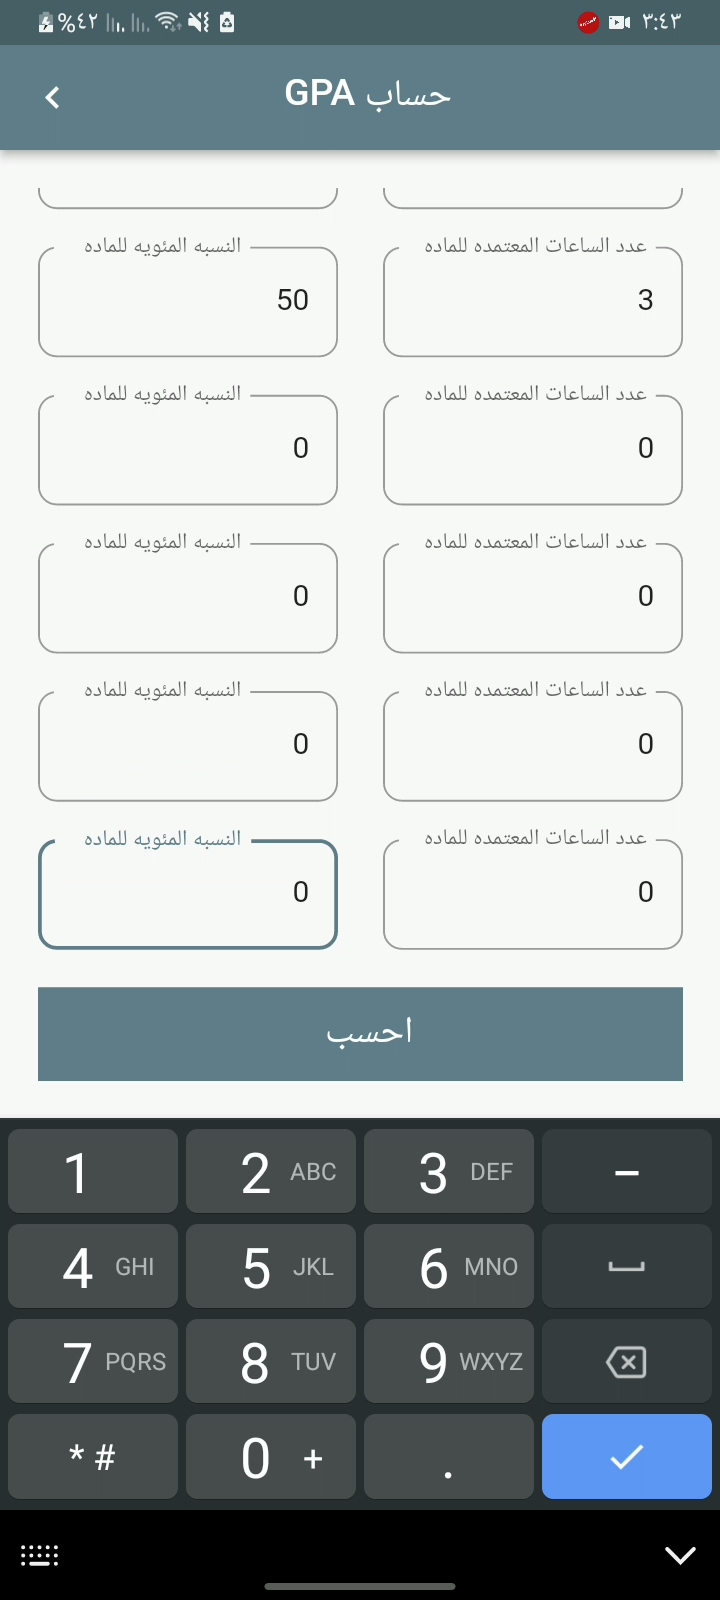 ٣:٤٣
%٤٢
حساب GPA
عدد الساعات المعتمده للماده النسبه المئويه للماده
3 50
عدد الساعات المعتمده للماده النسبه المئويه للماده
0 0
عدد الساعات المعتمده للماده النسبه المئويه للماده
0 0
عدد الساعات المعتمده للماده النسبه المئويه للماده
0 0
عدد الساعات المعتمده للماده النسبه المئويه للماده
0 0
احسب
1 2 ABC 3 DEF –
4 GHI 5 JKL 6 MNO
7 PQRS 8 TUV 9 WXYZ
* # 0 + .